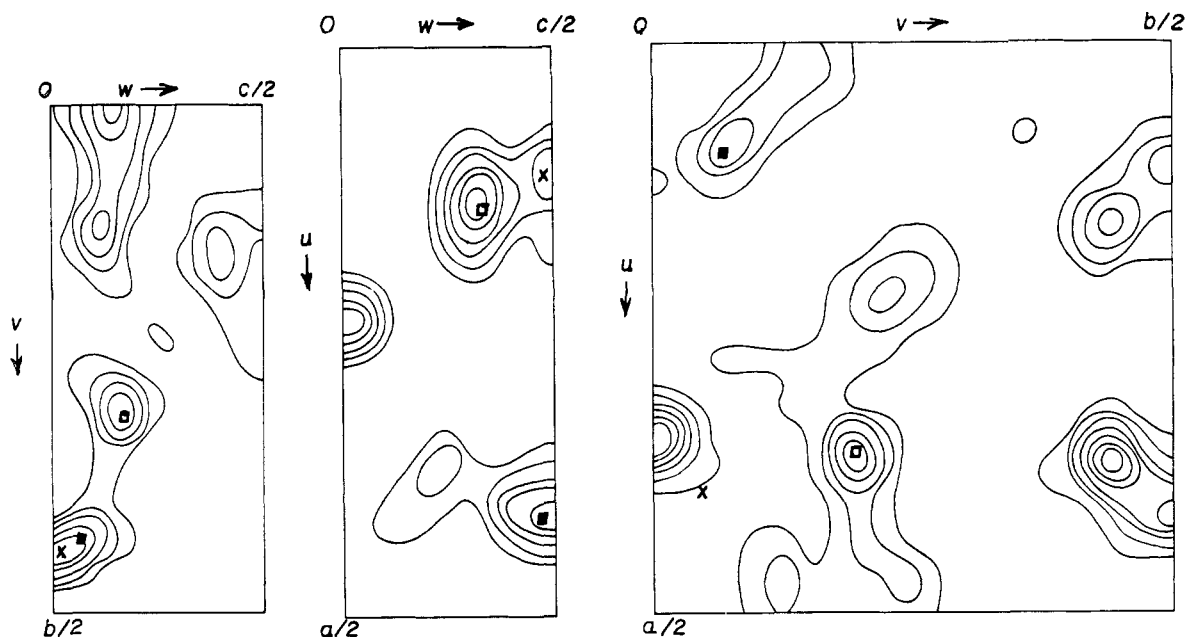 O w → c/2
v ↓
b/2
O w → c/2
u ↓
a/2
O v → b/2
u ↓
a/2